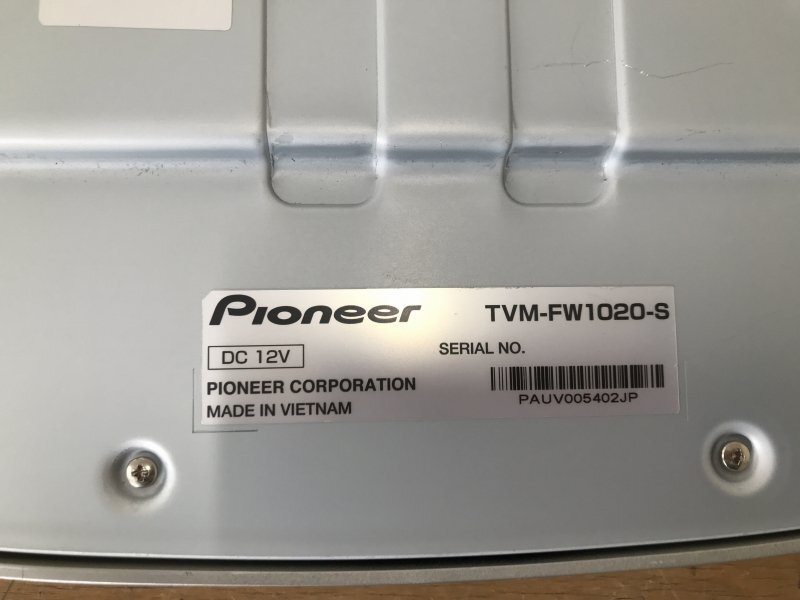 Pioneer
TVM-FW1020-S
DC 12V
SERIAL NO.
PIONEER CORPORATION
MADE IN VIETNAM
PAUV005402JP